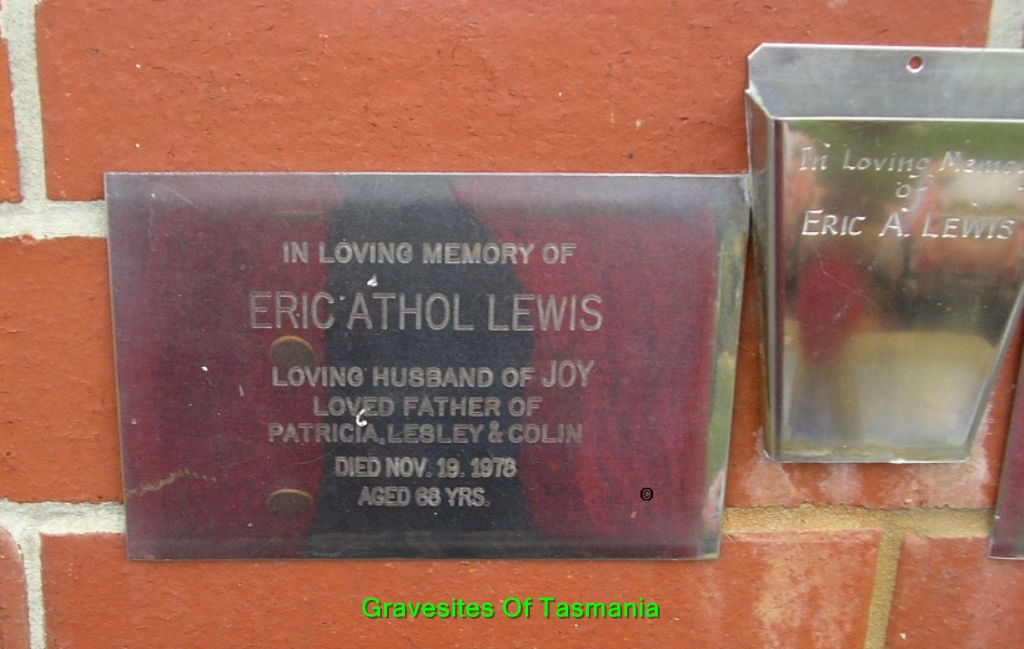 IN LOVING MEMORY OF
ERIC ATHOL LEWIS
LOVING HUSBAND OF JOY
LOVED FATHER OF
PATRICIA, LESLEY & COLIN
DIED NOV. 19. 1978
AGED 68 YRS.
©
In Loving Memo
of
ERIC A. LEWIS
Gravesites Of Tasmania